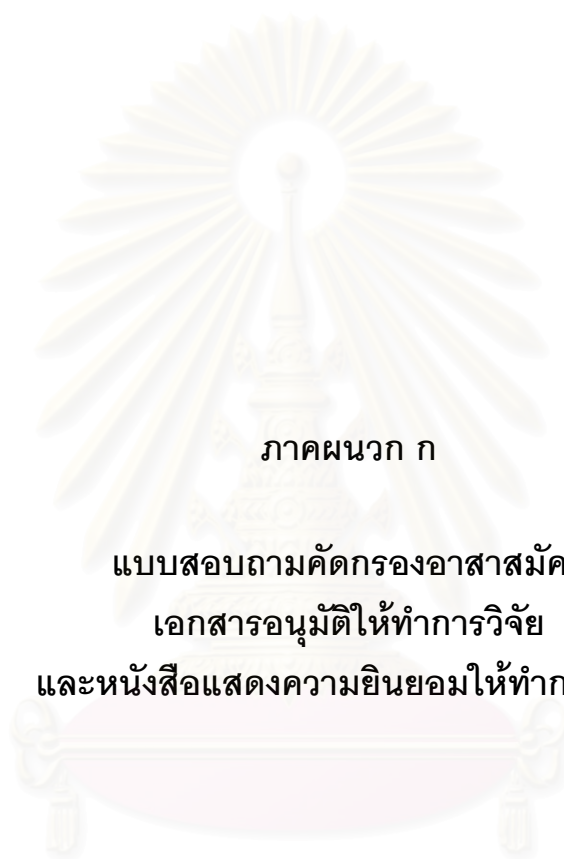 ภาคผนวก ก
แบบสอบถามคัดกรองอาสาสมัค
เอกสารอนุมัติให้ทำการวิจัย
และหนังสือแสดงความยินยอมให้ทำก